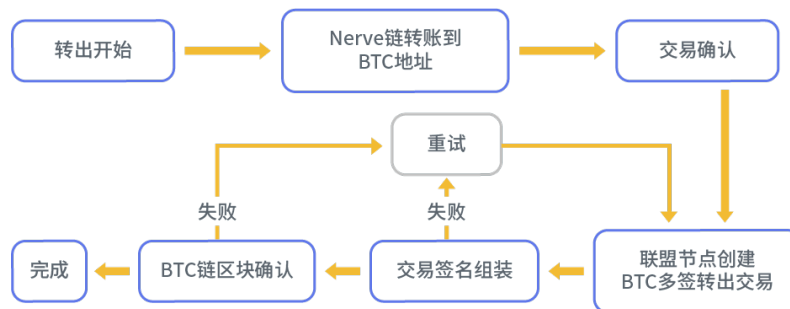 转出开始
Nerve链转账到
BTC地址
交易确认
重试
失败
失败
完成
BTC链区块确认
交易签名组装
联盟节点创建
BTC多签转出交易